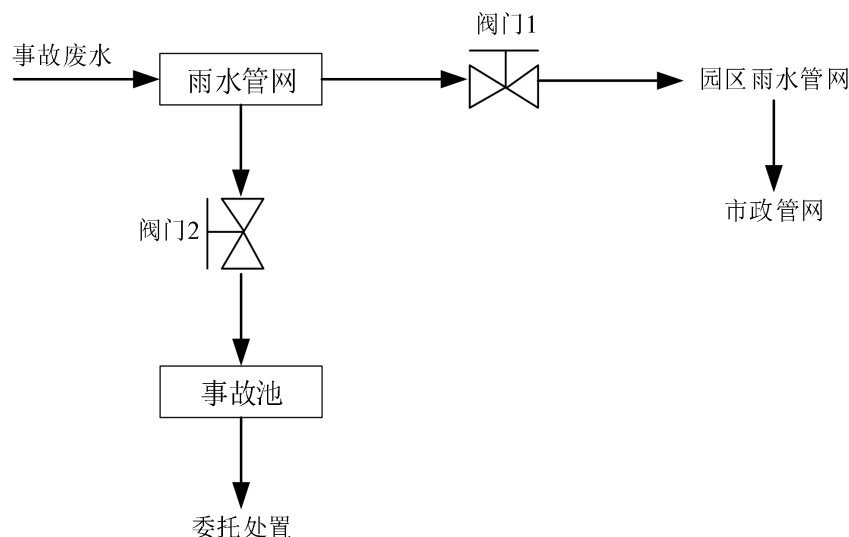 阀门1
事故废水
雨水管网
园区雨水管网
市政管网
阀门2
事故池
委托处置